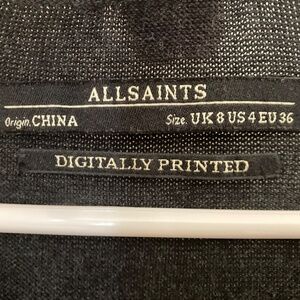 ALLSAINTS
Origin. CHINA Size. UK 8 US 4 EU 36
DIGITALLY PRINTED